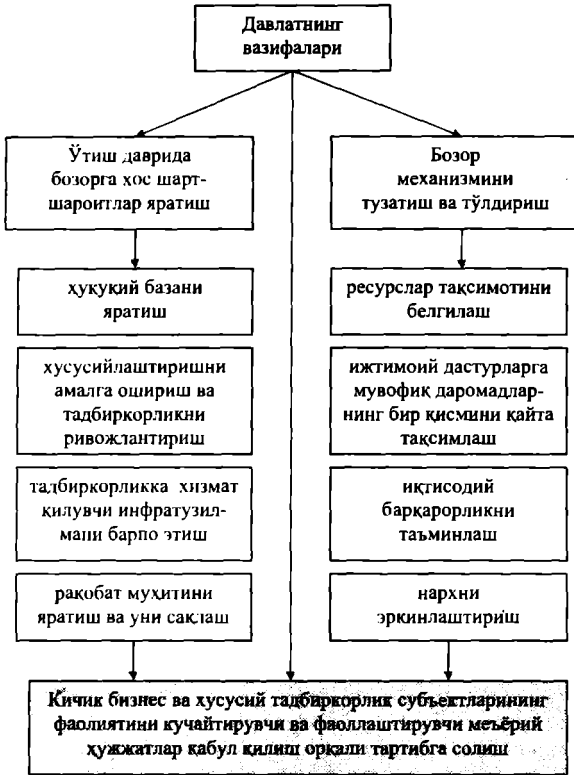 Давлатнинг
вазифалари
Ўтиш даврида
бозорга хос шарт-
шароитлар яратиш
Бозор
механизмини
тузатиш ва тўлдириш
ҳуқуқий базани
яратиш
ресурслар тақсимотини
белгилаш
хусусийлаштиришни
амалга ошириш ва
тадбиркорликни
ривожлантириш
ижтимоий дастурларга
мувофиқ даромадлар-
нинг бир қисмини қайта
тақсимлаш
тадбиркорликка хизмат
қилувчи инфратузил-
мани барпо этиш
иқтисодий
барқарорликни
таъминлаш
рақобат муҳитини
яратиш ва уни сақлаш
нархни
эркинлаштириш
Кичик бизнес ва хусусий тадбиркорлик субъектларининг
фаолиятини кучайтирувчи ва фаоллаштирувчи меъёрий
ҳужжатлар қабул қилиш орқали тартибга солиш